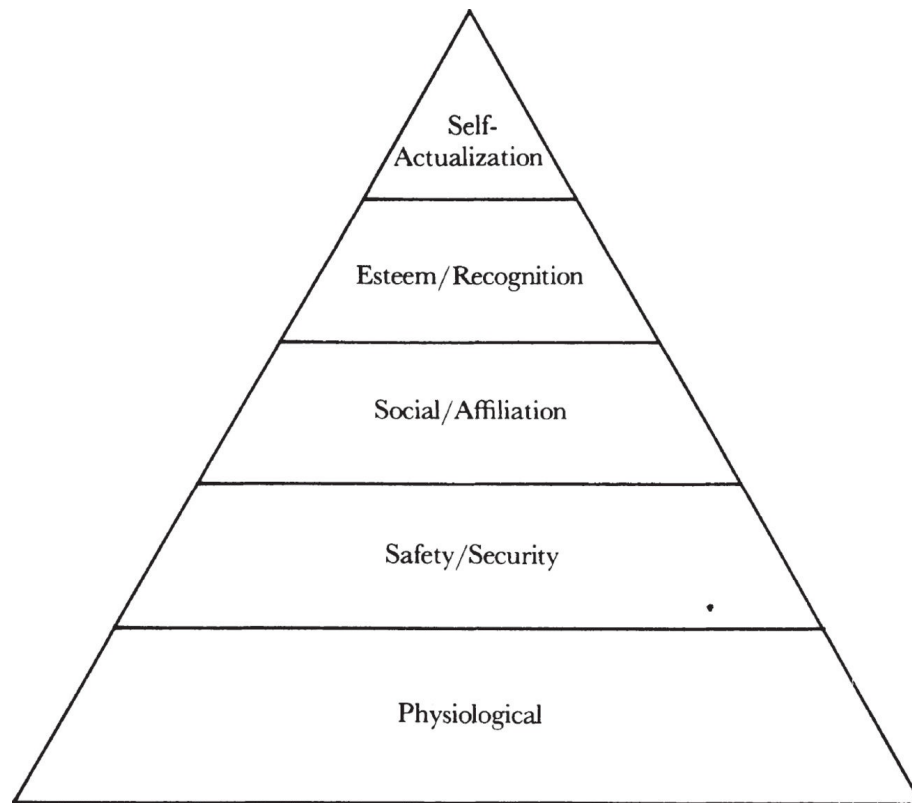 Self-
Actualization
Esteem/Recognition
Social/Affiliation
Safety/Security
Physiological